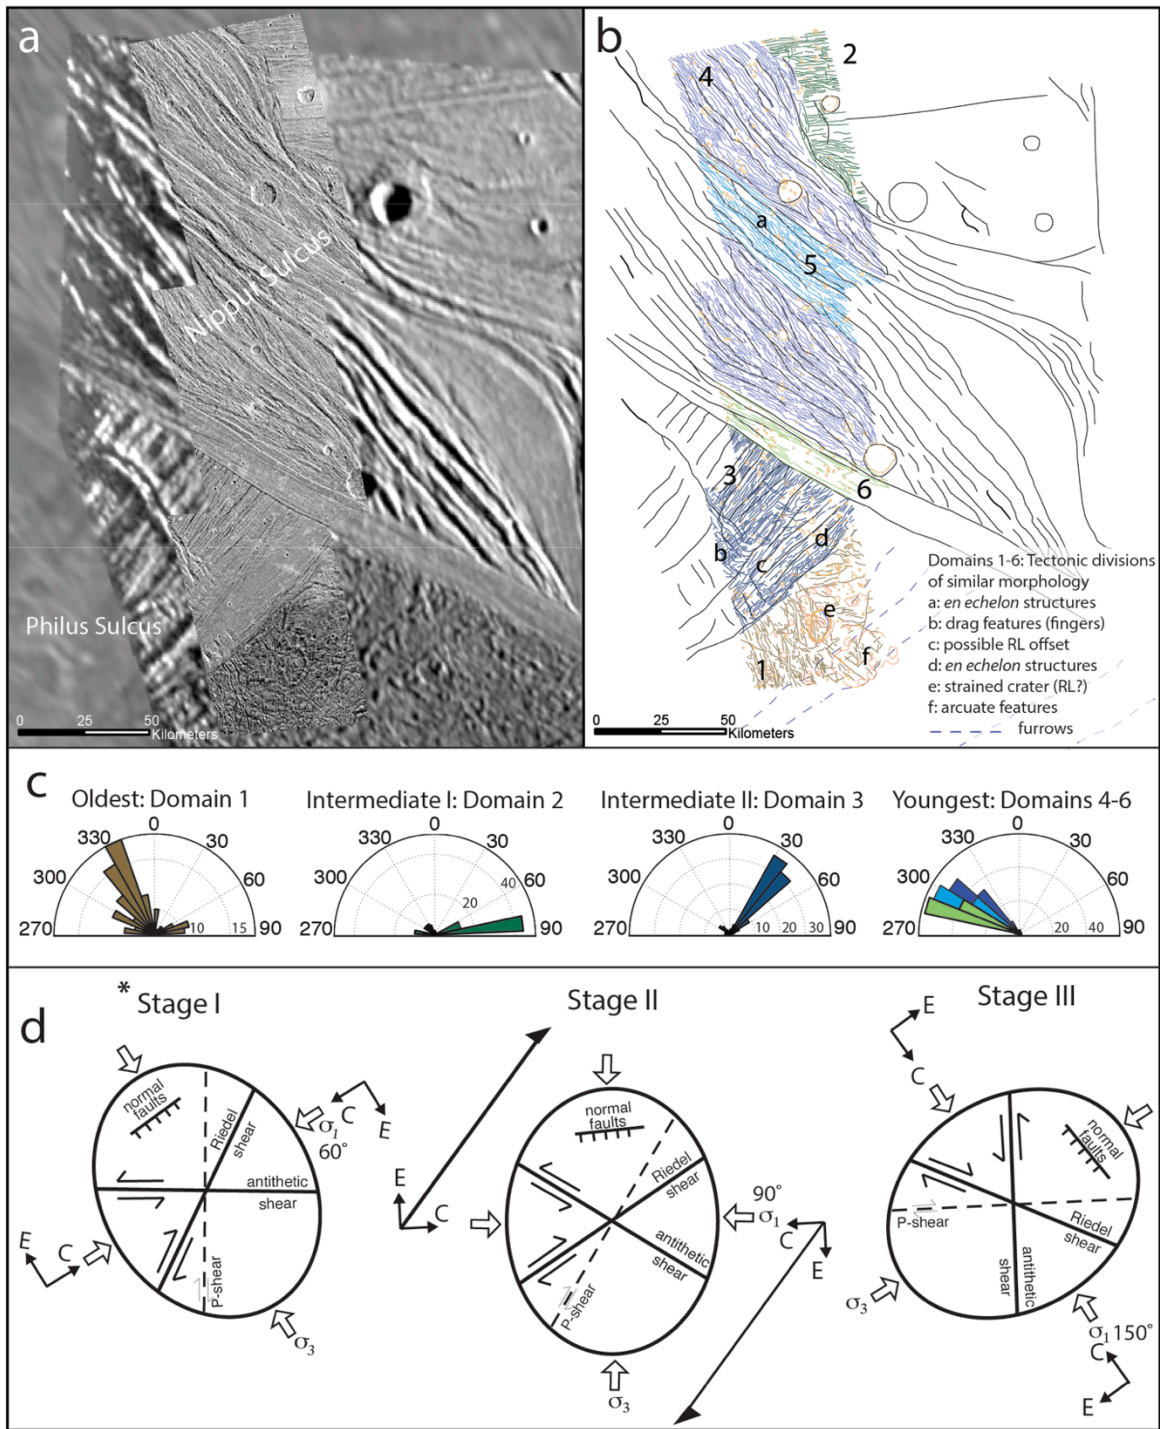 a
Nippur Sulcus
Philus Sulcus
0 25 50
Kilometers
b
2
4
a
5
3
6
b
c
d
e
1
f
Domains 1-6: Tectonic divisions
of similar morphology
a: en echelon structures
b: drag features (fingers)
c: possible RL offset
d: en echelon structures
e: strained crater (RL?)
f: arcuate features
furrows
0 25 50
Kilometers
c
Oldest: Domain 1
270 300 330 0 30 60 90
10 15
Intermediate I: Domain 2
270 300 330 0 30 60 90
20 40
Intermediate II: Domain 3
270 300 330 0 30 60 90
10 20 30
Youngest: Domains 4-6
270 300 330 0 30 60 90
20 40
d
* Stage I
normal
faults
Riedel
shear
antithetic
shear
P-shear
σ1
60°
C
E
E
C
σ3
Stage II
normal
faults
Riedel
shear
antithetic
shear
P-shear
90°
σ1
C
E
E
C
σ3
Stage III
E
C
normal
faults
P-shear
Riedel
shear
antithetic
shear
σ3
σ1 150°
C
E